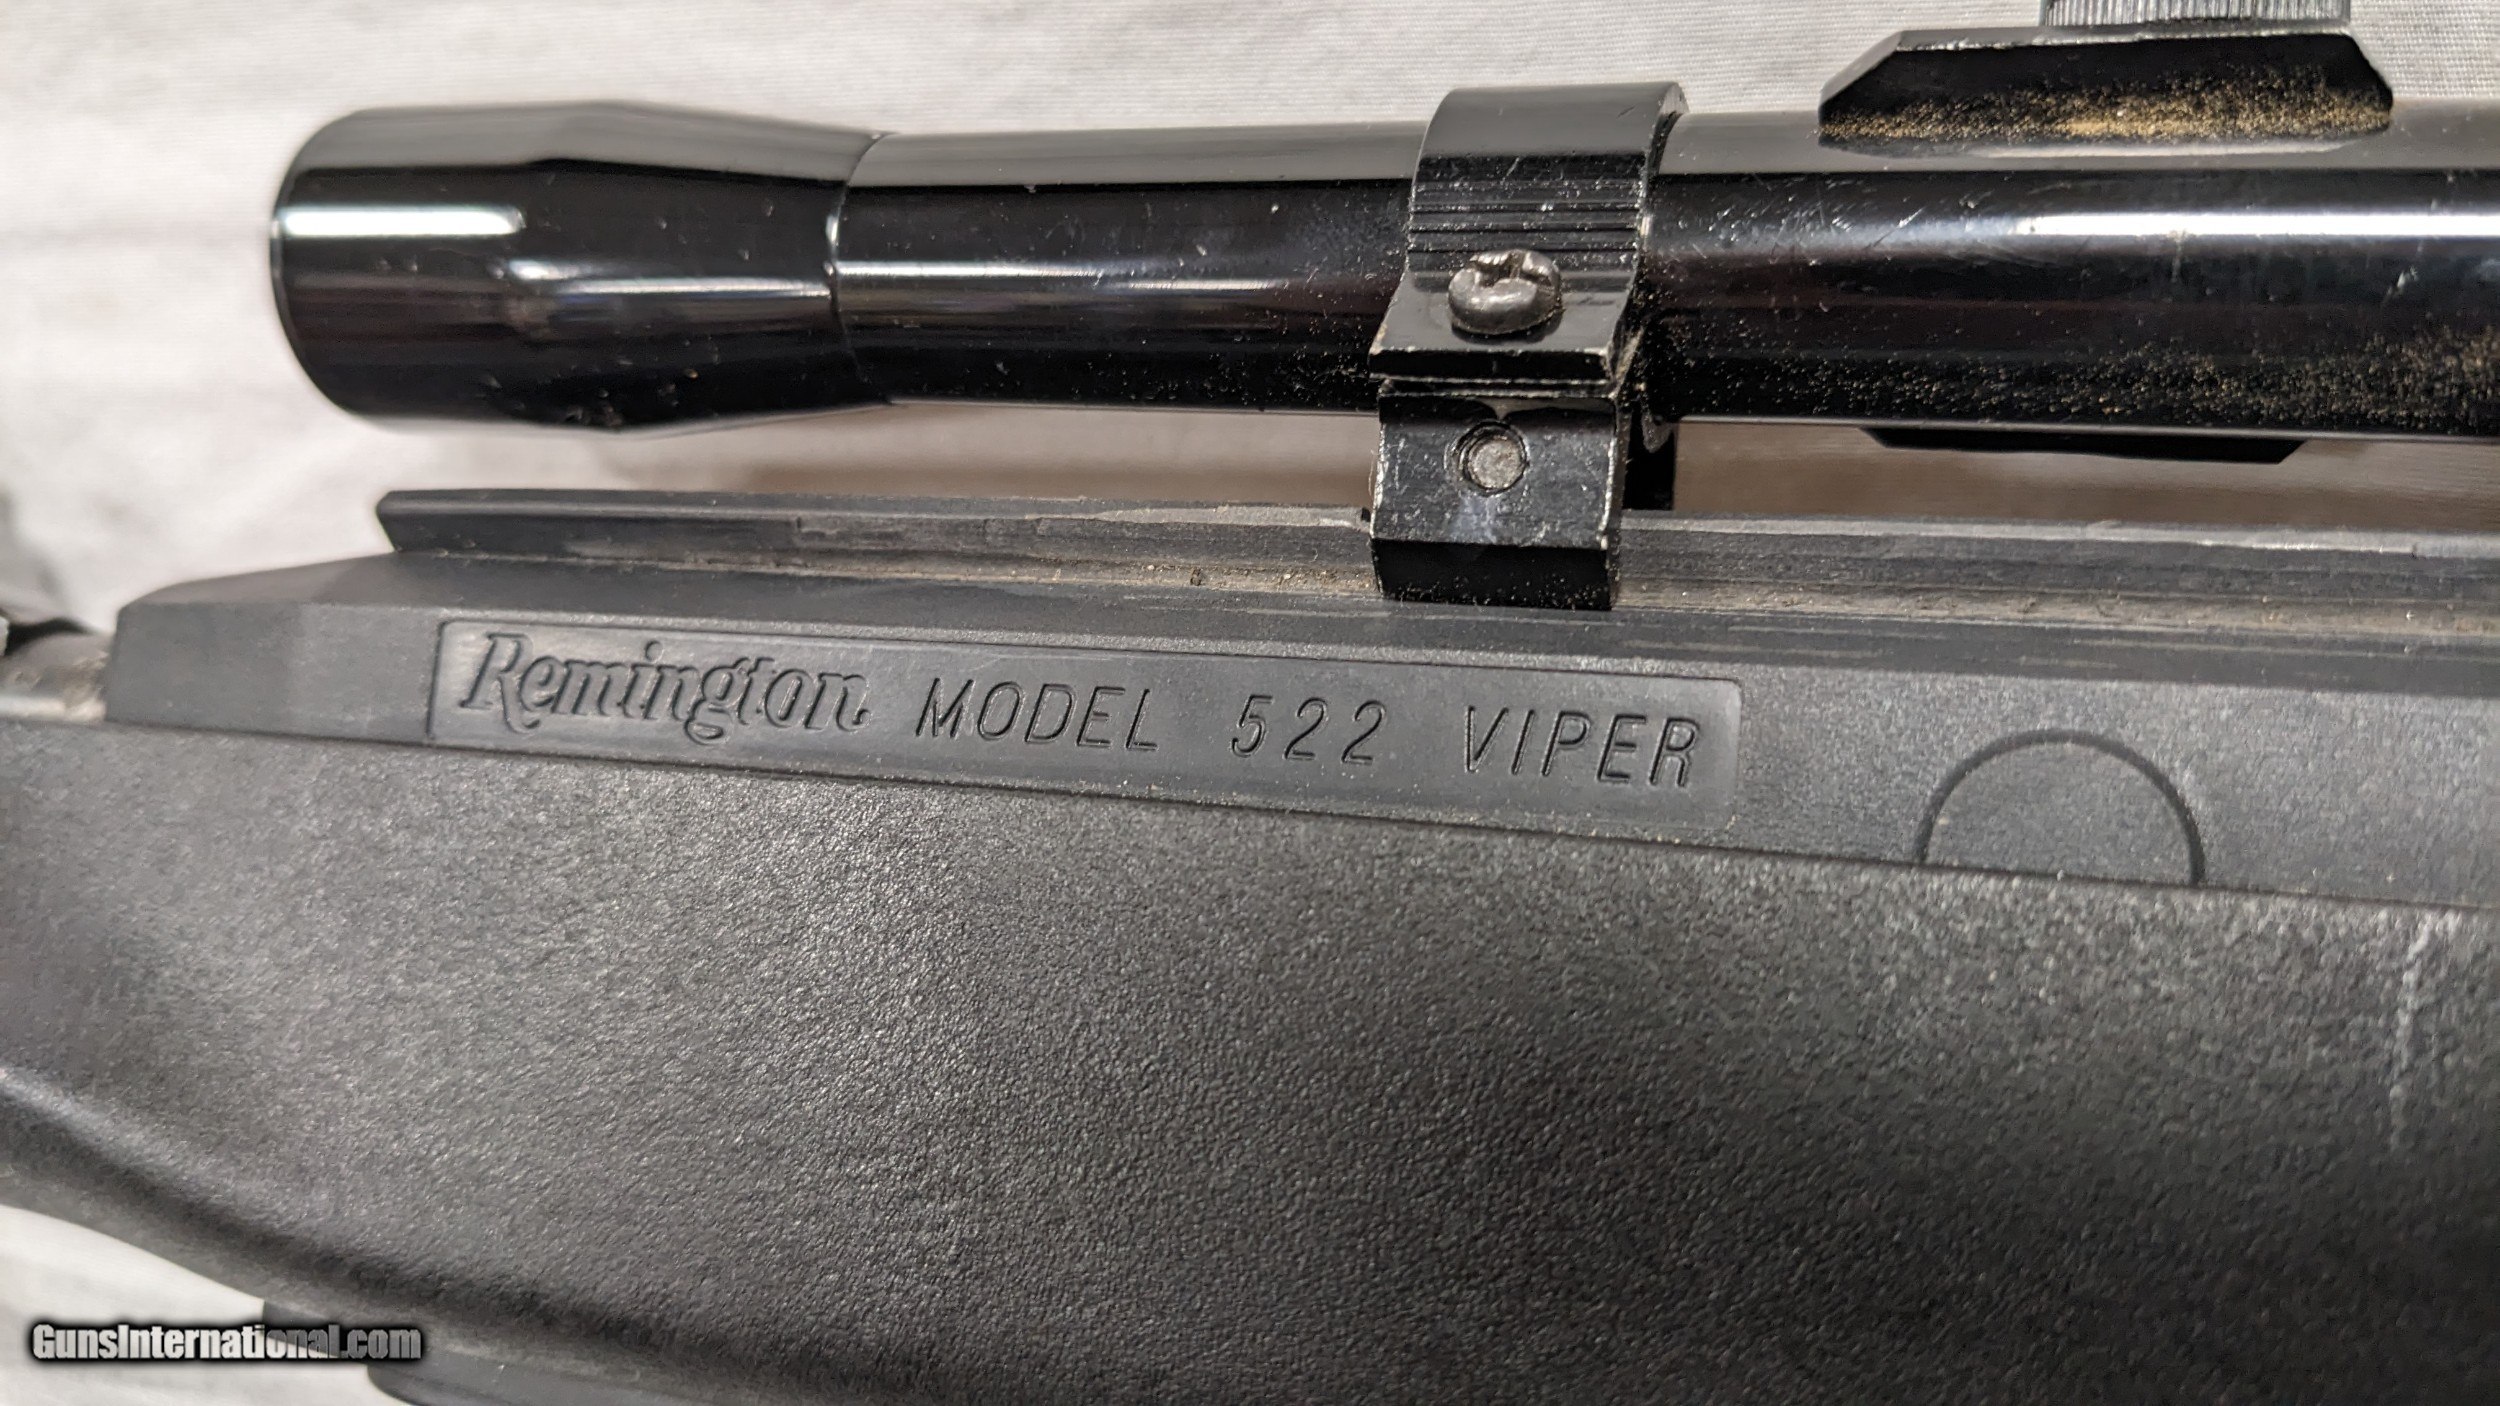 Remington MODEL 522 VIPER
GunsInternational.com